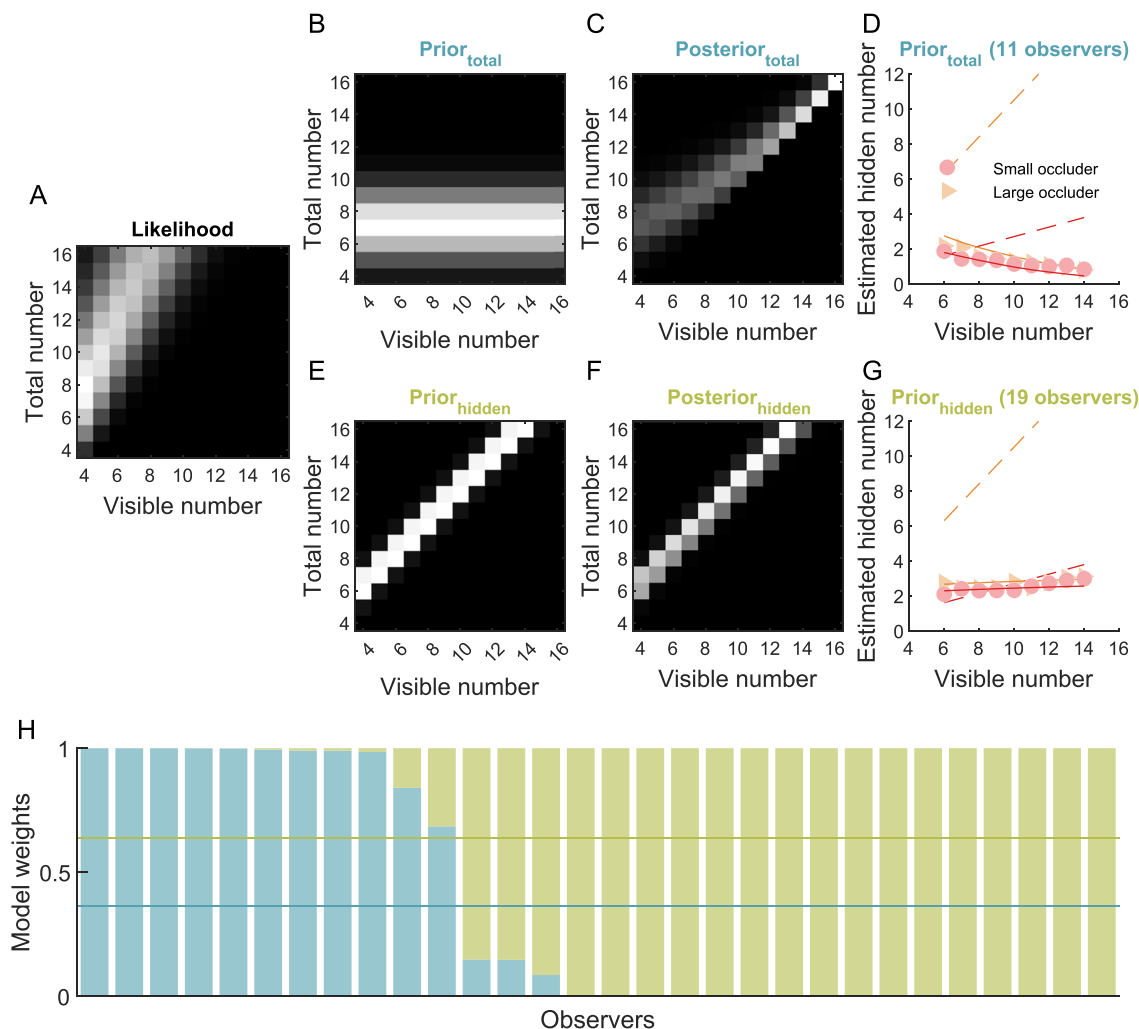 A
Likelihood
Total number
16
14
12
10
8
6
4
4 6 8 10 12 14 16
Visible number
B
Prior_total
Total number
16
14
12
10
8
6
4
4 6 8 10 12 14 16
Visible number
C
Posterior_total
Total number
16
14
12
10
8
6
4
4 6 8 10 12 14 16
Visible number
D
Prior_total (11 observers)
Estimated hidden number
12
10
8
6
4
2
0
Small occluder
Large occluder
4 6 8 10 12 14 16
Visible number
E
Prior_hidden
Total number
16
14
12
10
8
6
4
4 6 8 10 12 14 16
Visible number
F
Posterior_hidden
Total number
16
14
12
10
8
6
4
4 6 8 10 12 14 16
Visible number
G
Prior_hidden (19 observers)
Estimated hidden number
12
10
8
6
4
2
0
4 6 8 10 12 14 16
Visible number
H
Model weights
1
0.5
0
Observers